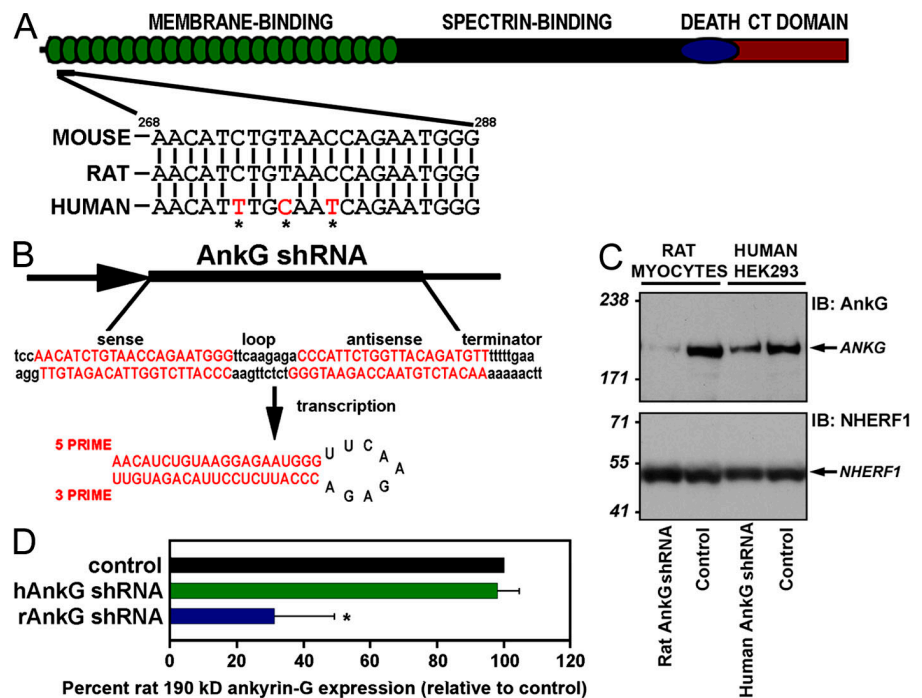 A
MEMBRANE-BINDING SPECTRIN-BINDING DEATH CT DOMAIN
268 288
MOUSE AACATCTGTAACCAGAATGGG
RAT AACATCTGTAACCAGAATGGG
HUMAN AACATTTGCAATCAGAATGGG
* * *
B
AnkG shRNA
sense loop antisense terminator
tccAACATCTGTAACCAGAATGGGttcaagagaCCCATTCTGGTTACAGATGTTtttttgaa
aggTTGTAGACATTGGTCTTACCCaagttctctGGGTAAGACCAATGTCTACAAaaaaactt
transcription
5 PRIME
AACAUCUGUAAGGAGAAUGGG
UUGUAGACAUUCCUCUUACCC
3 PRIME
U U C A A G A G A
C
RAT MYOCYTES
HUMAN HEK293
238
IB: AnkG
ANKG
171
71
IB: NHERF1
55
NHERF1
41
Rat AnkG shRNA
Control
Human AnkG shRNA
Control
D
control
hAnkG shRNA
rAnkG shRNA *
0 20 40 60 80 100 120
Percent rat 190 kD ankyrin-G expression (relative to control)